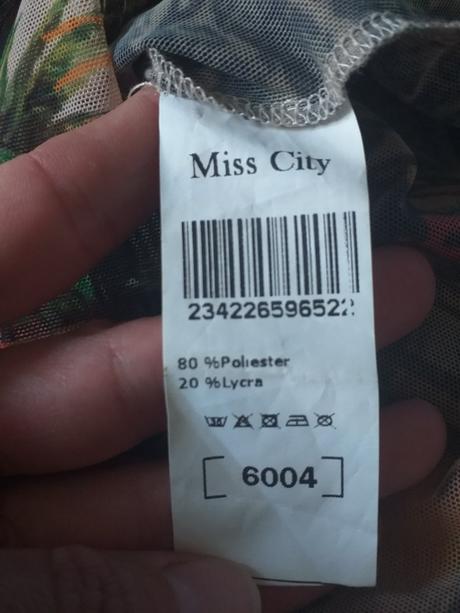 Miss City
234226596522
80 %Poliester
20 %Lycra
6004